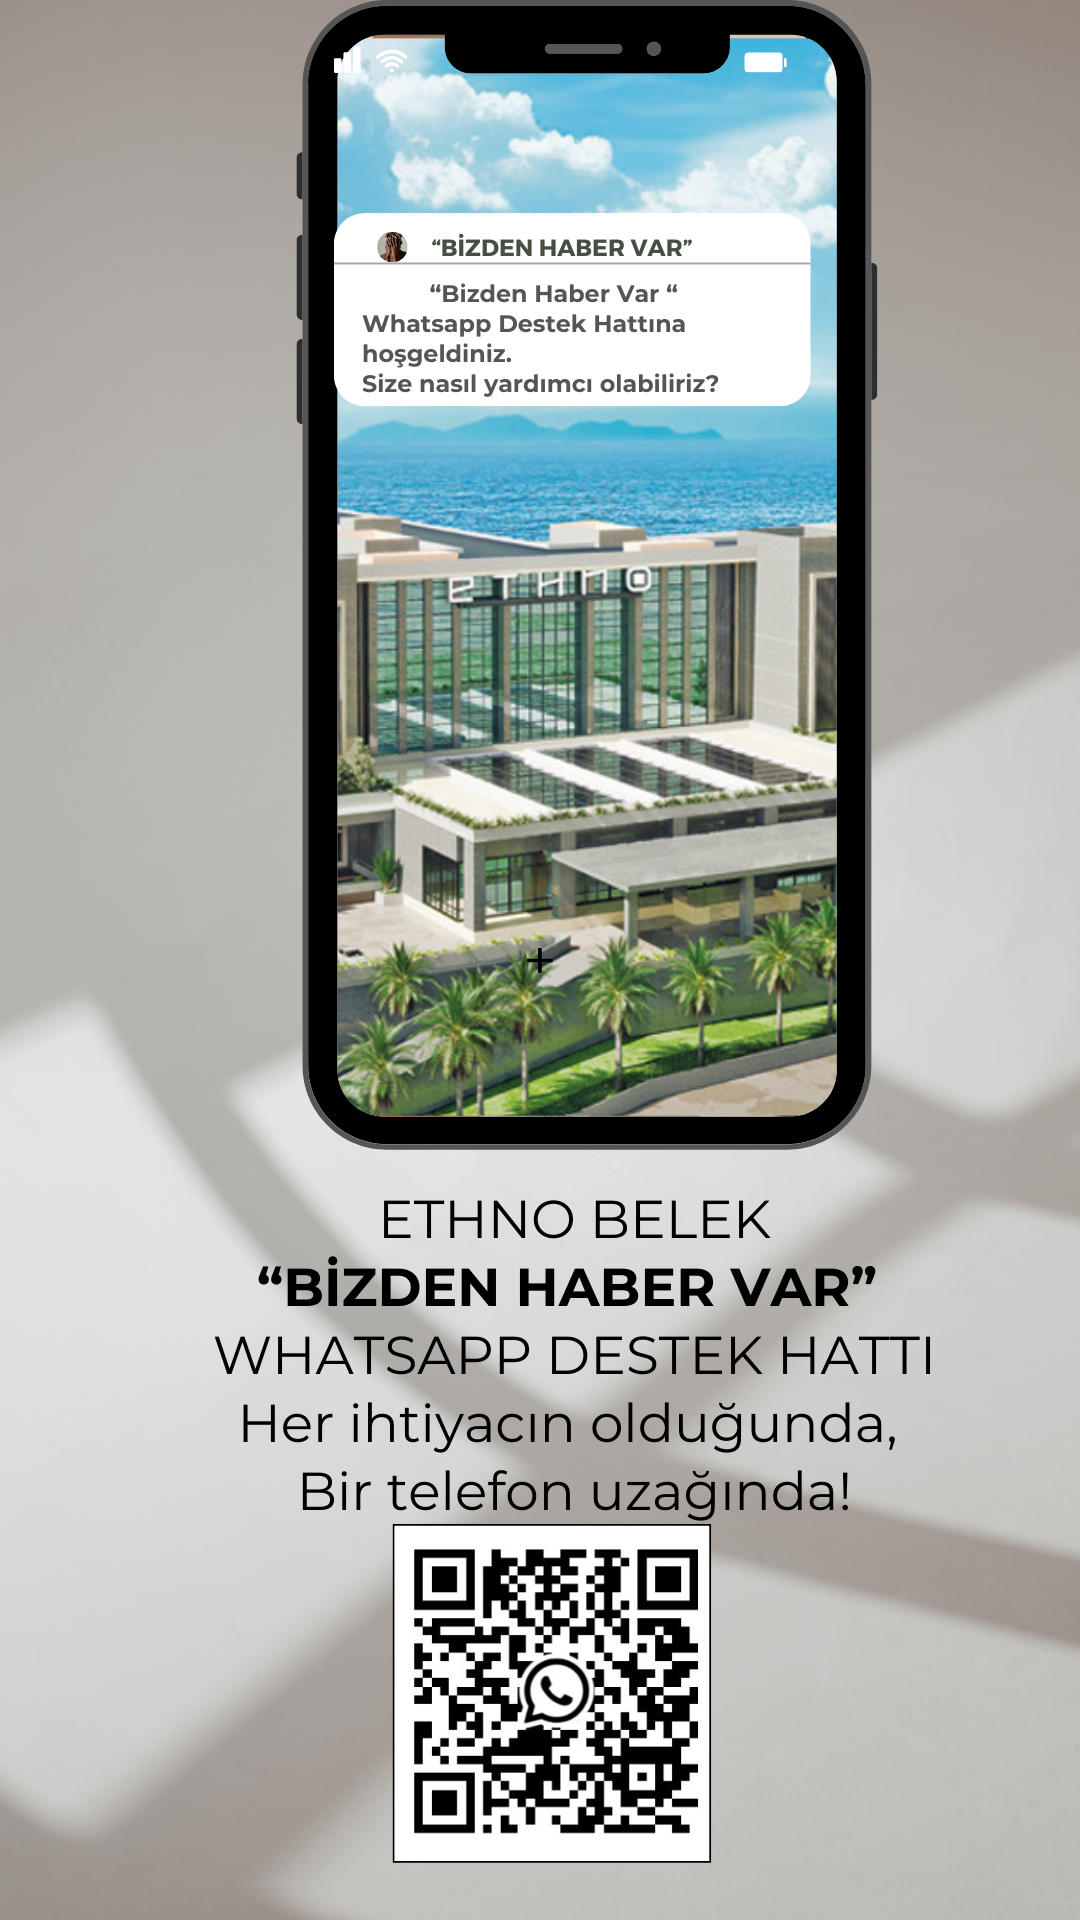 “BİZDEN HABER VAR”
“Bizden Haber Var “
Whatsapp Destek Hattına
hoşgeldiniz.
Size nasıl yardımcı olabiliriz?
ETHNO
ETHNO BELEK
“BİZDEN HABER VAR”
WHATSAPP DESTEK HATTI
Her ihtiyacın olduğunda,
Bir telefon uzağında!